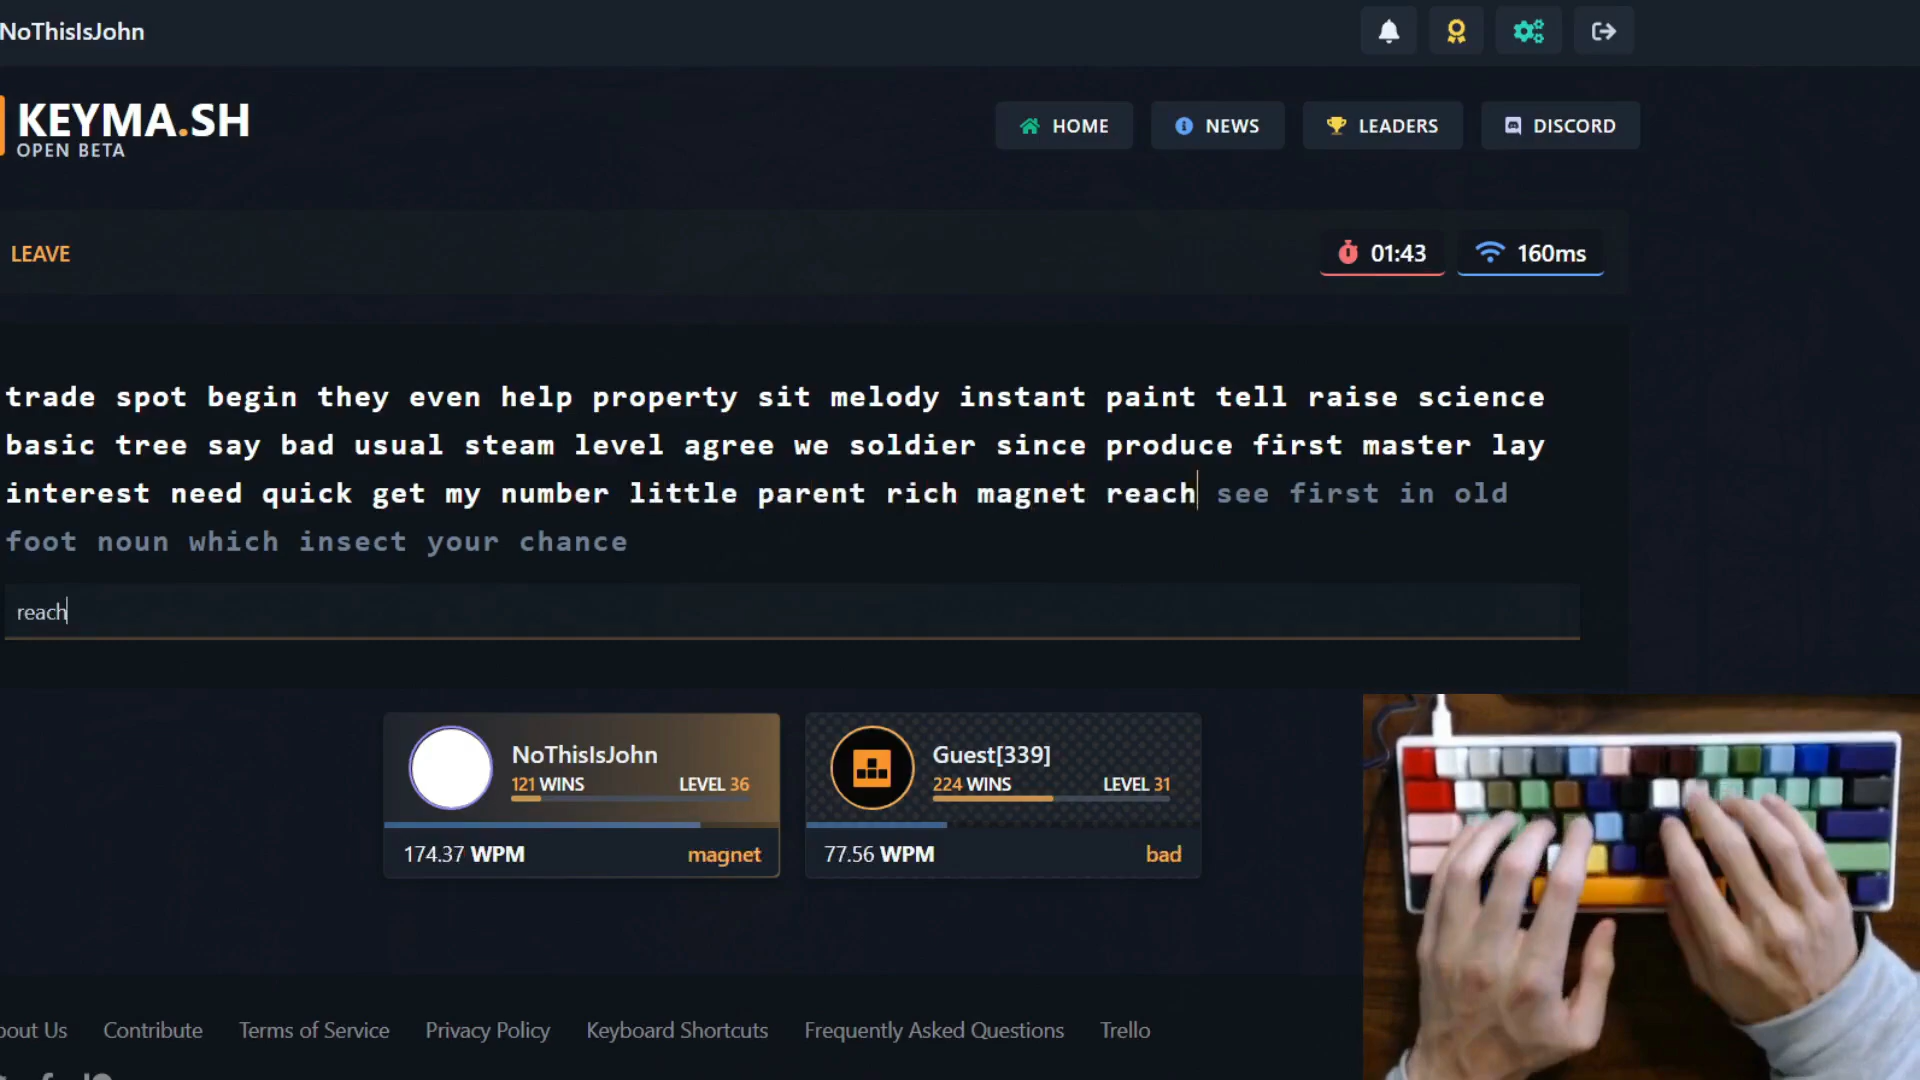 NoThisIsJohn
KEYMA.SH
OPEN BETA
HOME
NEWS
LEADERS
DISCORD
LEAVE
01:43
160ms
trade spot begin they even help property sit melody instant paint tell raise science
basic tree say bad usual steam level agree we soldier since produce first master lay
interest need quick get my number little parent rich magnet reach see first in old
foot noun which insect your chance
reach
NoThisIsJohn
121 WINS LEVEL 36
174.37 WPM magnet
Guest[339]
224 WINS LEVEL 31
77.56 WPM bad
bout Us Contribute Terms of Service Privacy Policy Keyboard Shortcuts Frequently Asked Questions Trello